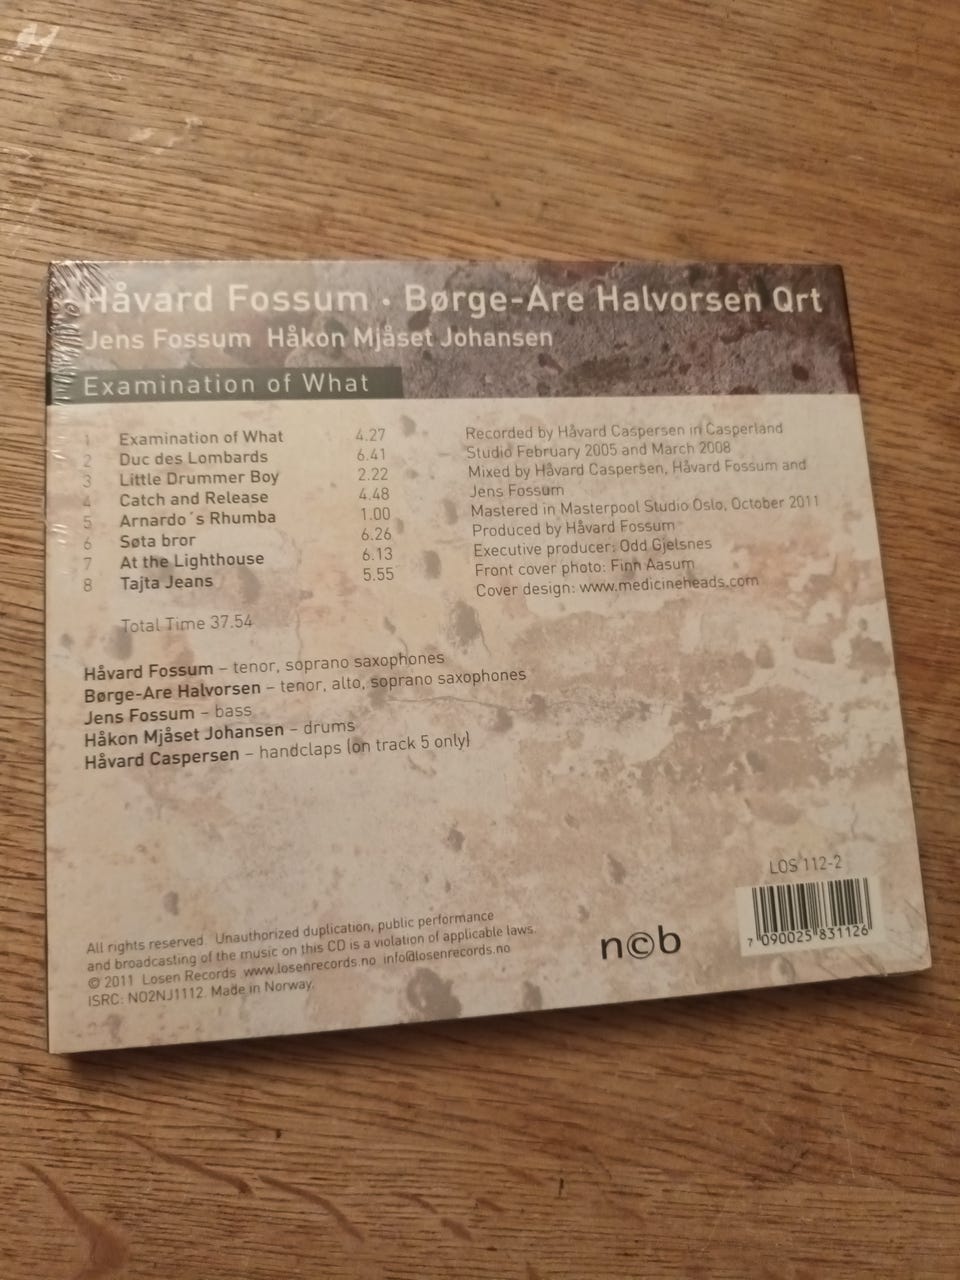 Håvard Fossum · Børge-Are Halvorsen Qrt
Jens Fossum Håkon Mjåset Johansen
Examination of What
1 Examination of What 4.27
2 Duc des Lombards 6.41
3 Little Drummer Boy 2.22
4 Catch and Release 4.48
5 Arnardo´s Rhumba 1.00
6 Søta bror 6.26
7 At the Lighthouse 6.13
8 Tajta Jeans 5.55
Total Time 37.54
Recorded by Håvard Caspersen in Casperland
Studio February 2005 and March 2008
Mixed by Håvard Caspersen, Håvard Fossum and
Jens Fossum
Mastered in Masterpool Studio Oslo, October 2011
Produced by Håvard Fossum
Executive producer: Odd Gjelsnes
Front cover photo: Finn Aasum
Cover design: www.medicineheads.com
Håvard Fossum – tenor, soprano saxophones
Børge-Are Halvorsen – tenor, alto, soprano saxophones
Jens Fossum – bass
Håkon Mjåset Johansen – drums
Håvard Caspersen – handclaps (on track 5 only)
All rights reserved. Unauthorized duplication, public performance
and broadcasting of the music on this CD is a violation of applicable laws.
© 2011 Losen Records www.losenrecords.no info@losenrecords.no
ISRC: NO2NJ1112. Made in Norway.
n©b
LOS 112-2
7 090025 831126